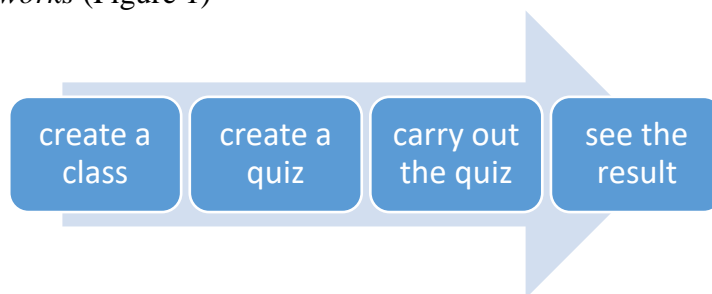 works (Figure 1)
create a
class
create a
quiz
carry out
the quiz
see the
result